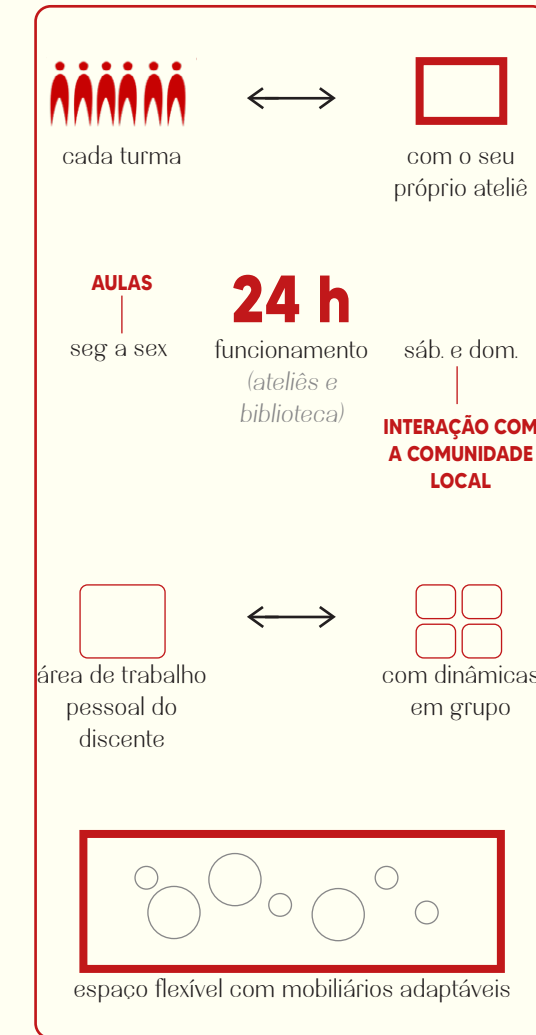 cada turma
com o seu
próprio ateliê
AULAS
seg a sex
24 h
funcionamento
(ateliês e
biblioteca)
sáb. e dom.
INTERAÇÃO COM
A COMUNIDADE
LOCAL
área de trabalho
pessoal do
discente
com dinâmicas
em grupo
espaço flexível com mobiliários adaptáveis